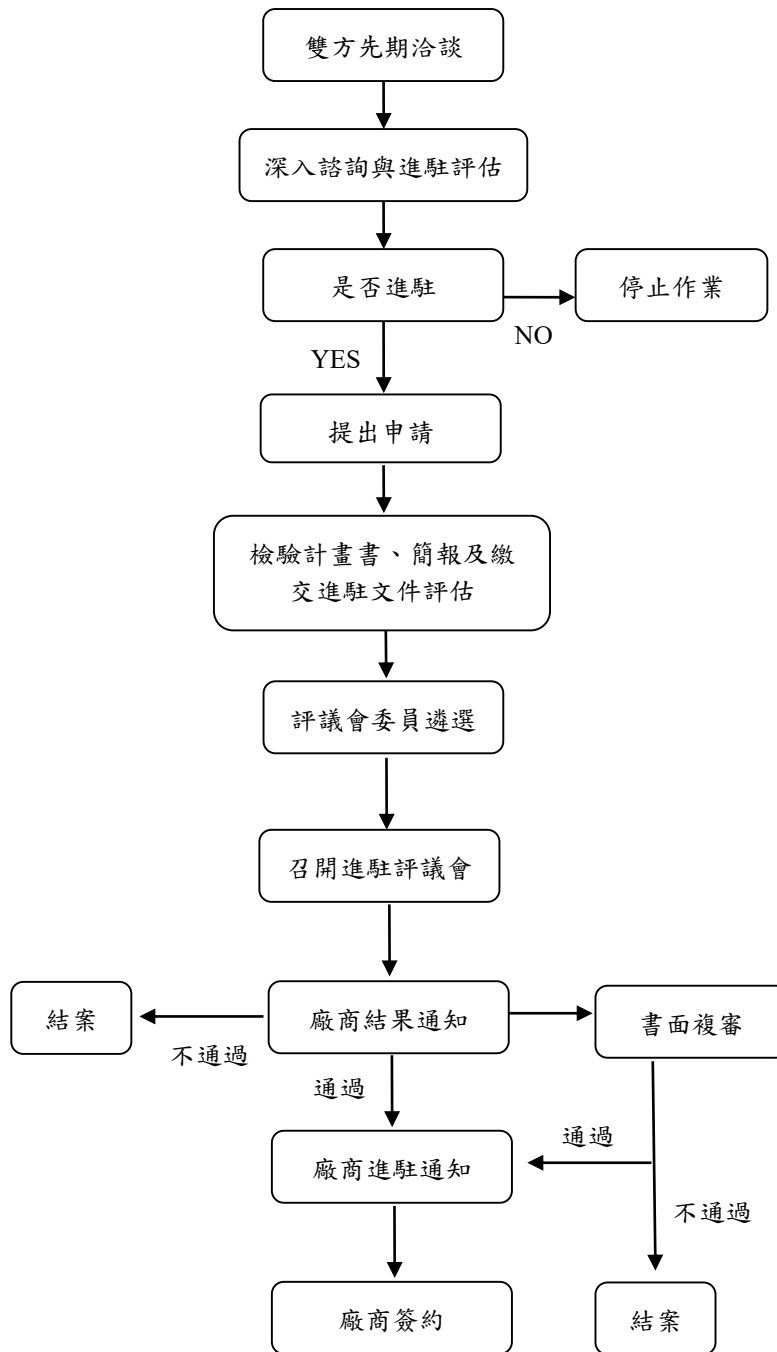 雙方先期洽談
深入諮詢與進駐評估
是否進駐
停止作業
NO
YES
提出申請
檢驗計畫書、簡報及繳
交進駐文件評估
評議會委員遴選
召開進駐評議會
結案
廠商結果通知
書面複審
不通過
通過
通過
廠商進駐通知
不通過
廠商簽約
結案